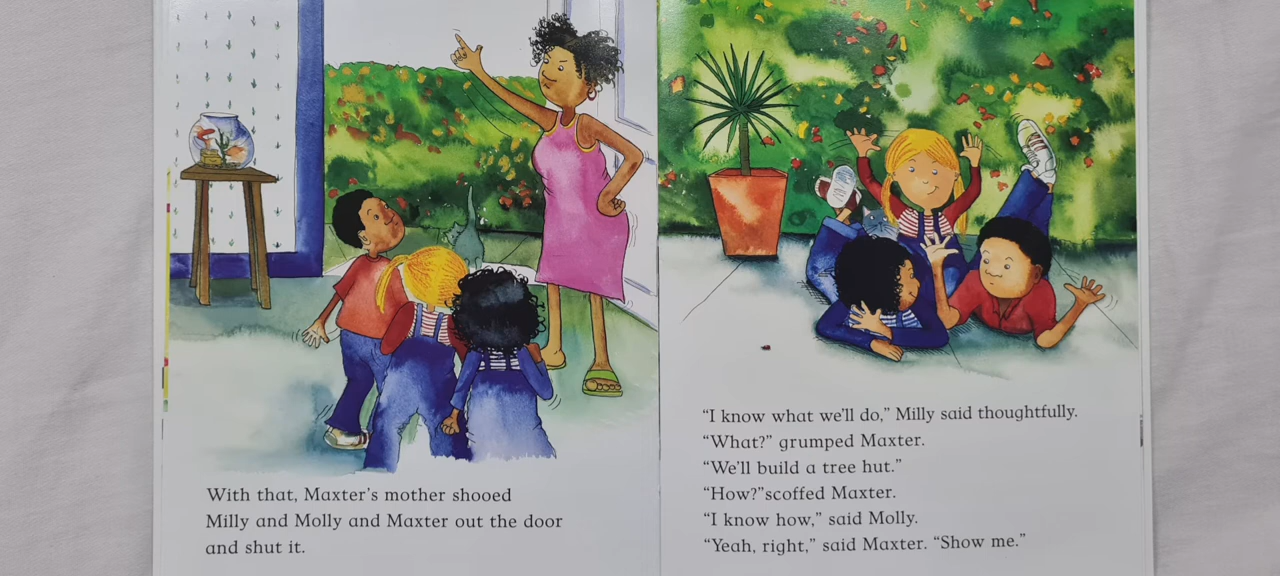 With that, Maxter's mother shooed
Milly and Molly and Maxter out the door
and shut it.
“I know what we'll do,” Milly said thoughtfully.
“What?” grumped Maxter.
“We'll build a tree hut.”
“How?”scoffed Maxter.
“I know how,” said Molly.
“Yeah, right,” said Maxter. “Show me.”